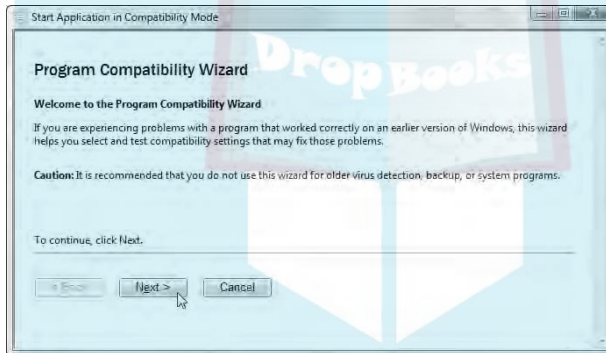 Start Application in Compatibility Mode
Drop Books
Program Compatibility Wizard
Welcome to the Program Compatibility Wizard
If you are experiencing problems with a program that worked correctly on an earlier version of Windows, this wizard
helps you select and test compatibility settings that may fix those problems.
Caution: It is recommended that you do not use this wizard for older virus detection, backup, or system programs.
To continue, click Next.
< Back Next > Cancel